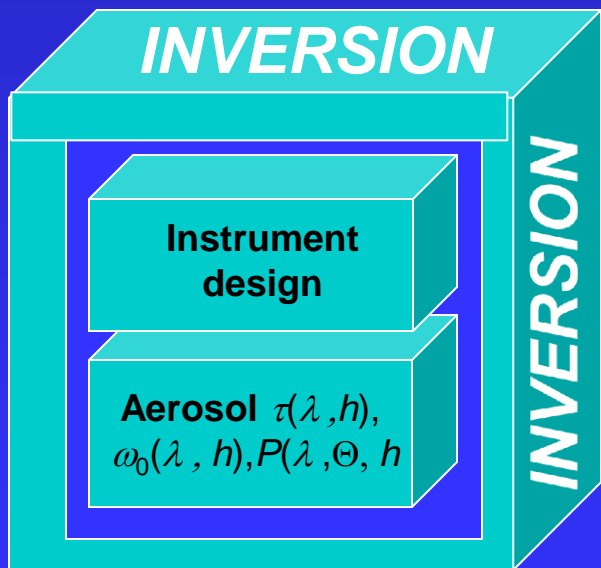 INVERSION
Instrument
design
Aerosol τ(λ ,h),
ω₀(λ , h),P(λ ,Θ, h
INVERSION